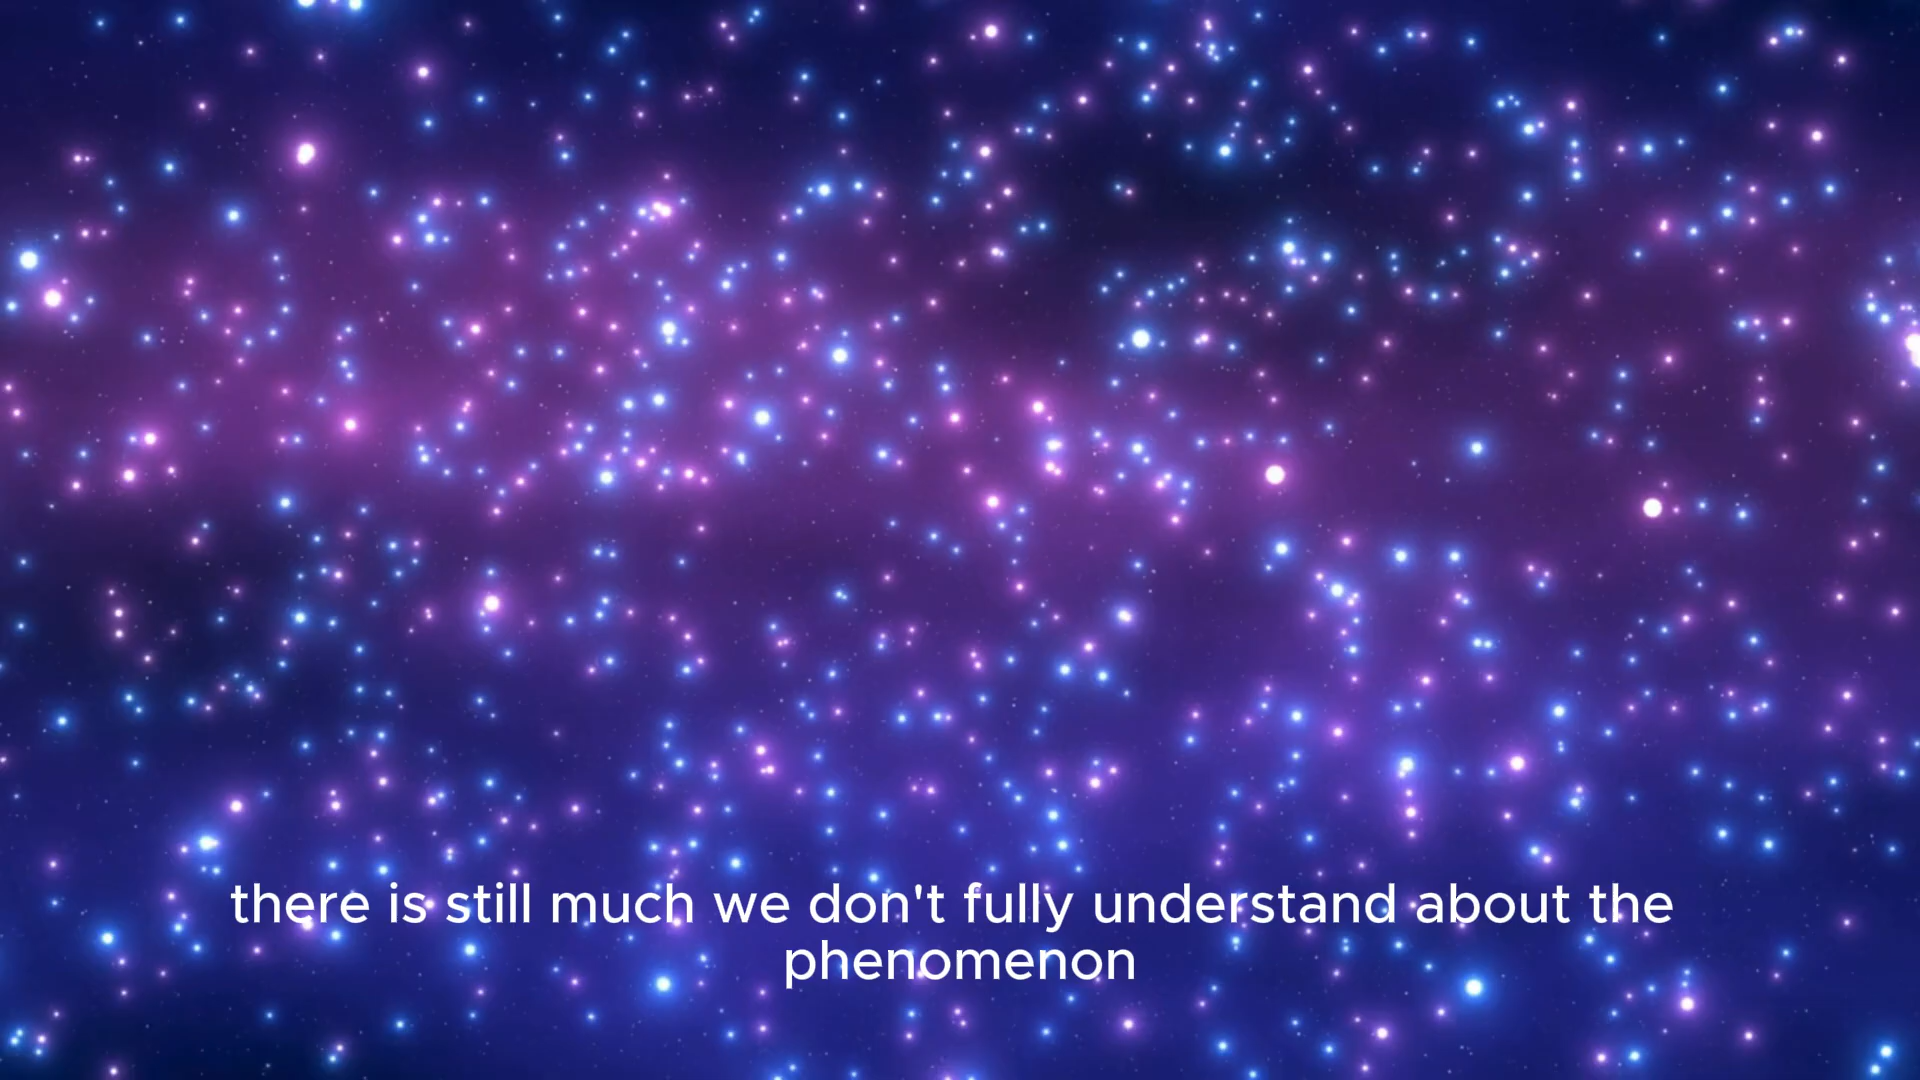 there is still much we don't fully understand about the
phenomenon